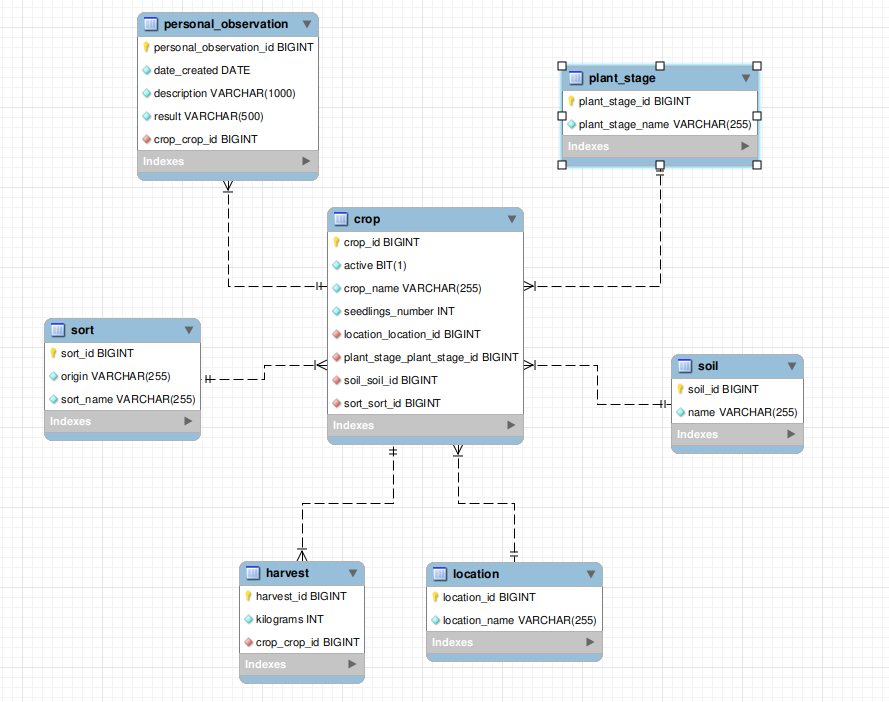 personal_observation
personal_observation_id BIGINT
date_created DATE
description VARCHAR(1000)
result VARCHAR(500)
crop_crop_id BIGINT
Indexes
plant_stage
plant_stage_id BIGINT
plant_stage_name VARCHAR(255)
Indexes
crop
crop_id BIGINT
active BIT(1)
crop_name VARCHAR(255)
seedlings_number INT
location_location_id BIGINT
plant_stage_plant_stage_id BIGINT
soil_soil_id BIGINT
sort_sort_id BIGINT
Indexes
sort
sort_id BIGINT
origin VARCHAR(255)
sort_name VARCHAR(255)
Indexes
soil
soil_id BIGINT
name VARCHAR(255)
Indexes
harvest
harvest_id BIGINT
kilograms INT
crop_crop_id BIGINT
Indexes
location
location_id BIGINT
location_name VARCHAR(255)
Indexes